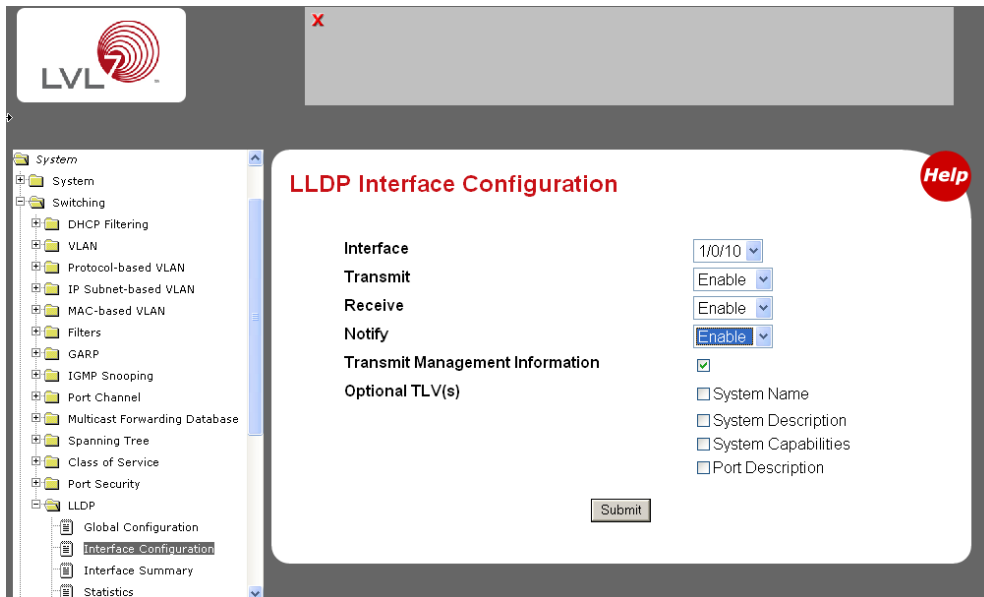 LVL 7 ™
X
System
System
Switching
DHCP Filtering
VLAN
Protocol-based VLAN
IP Subnet-based VLAN
MAC-based VLAN
Filters
GARP
IGMP Snooping
Port Channel
Multicast Forwarding Database
Spanning Tree
Class of Service
Port Security
LLDP
Global Configuration
Interface Configuration
Interface Summary
Statistics
LLDP Interface Configuration
Help
Interface 1/0/10
Transmit Enable
Receive Enable
Notify Enable
Transmit Management Information
Optional TLV(s) System Name
System Description
System Capabilities
Port Description
Submit